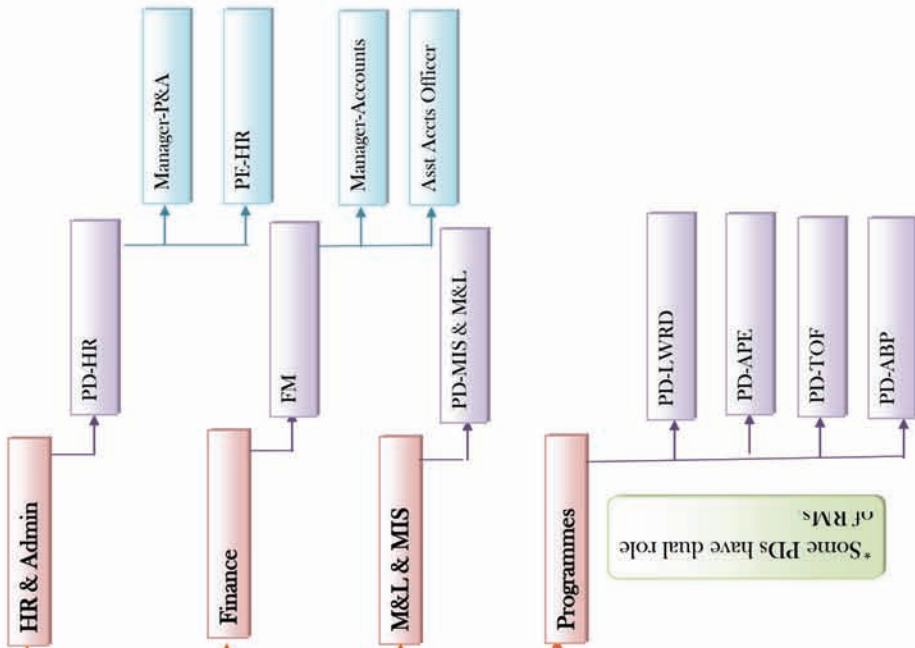 HR & Admin
PD-HR
Manager-P&A
PE-HR
Finance
FM
Manager-Accounts
Asst Accts Officer
M&L & MIS
PD-MIS & M&L
Programmes
PD-LWRD
PD-APE
PD-TOF
PD-ABP
*Some PDs have dual role
of RMs.